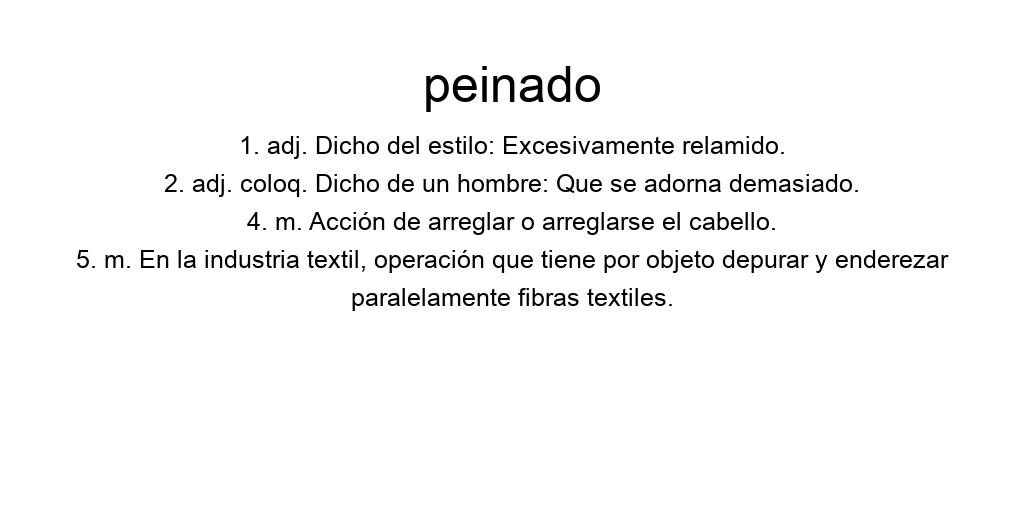 peinado
1. adj. Dicho del estilo: Excesivamente relamido.
2. adj. coloq. Dicho de un hombre: Que se adorna demasiado.
4. m. Acción de arreglar o arreglarse el cabello.
5. m. En la industria textil, operación que tiene por objeto depurar y enderezar
paralelamente fibras textiles.